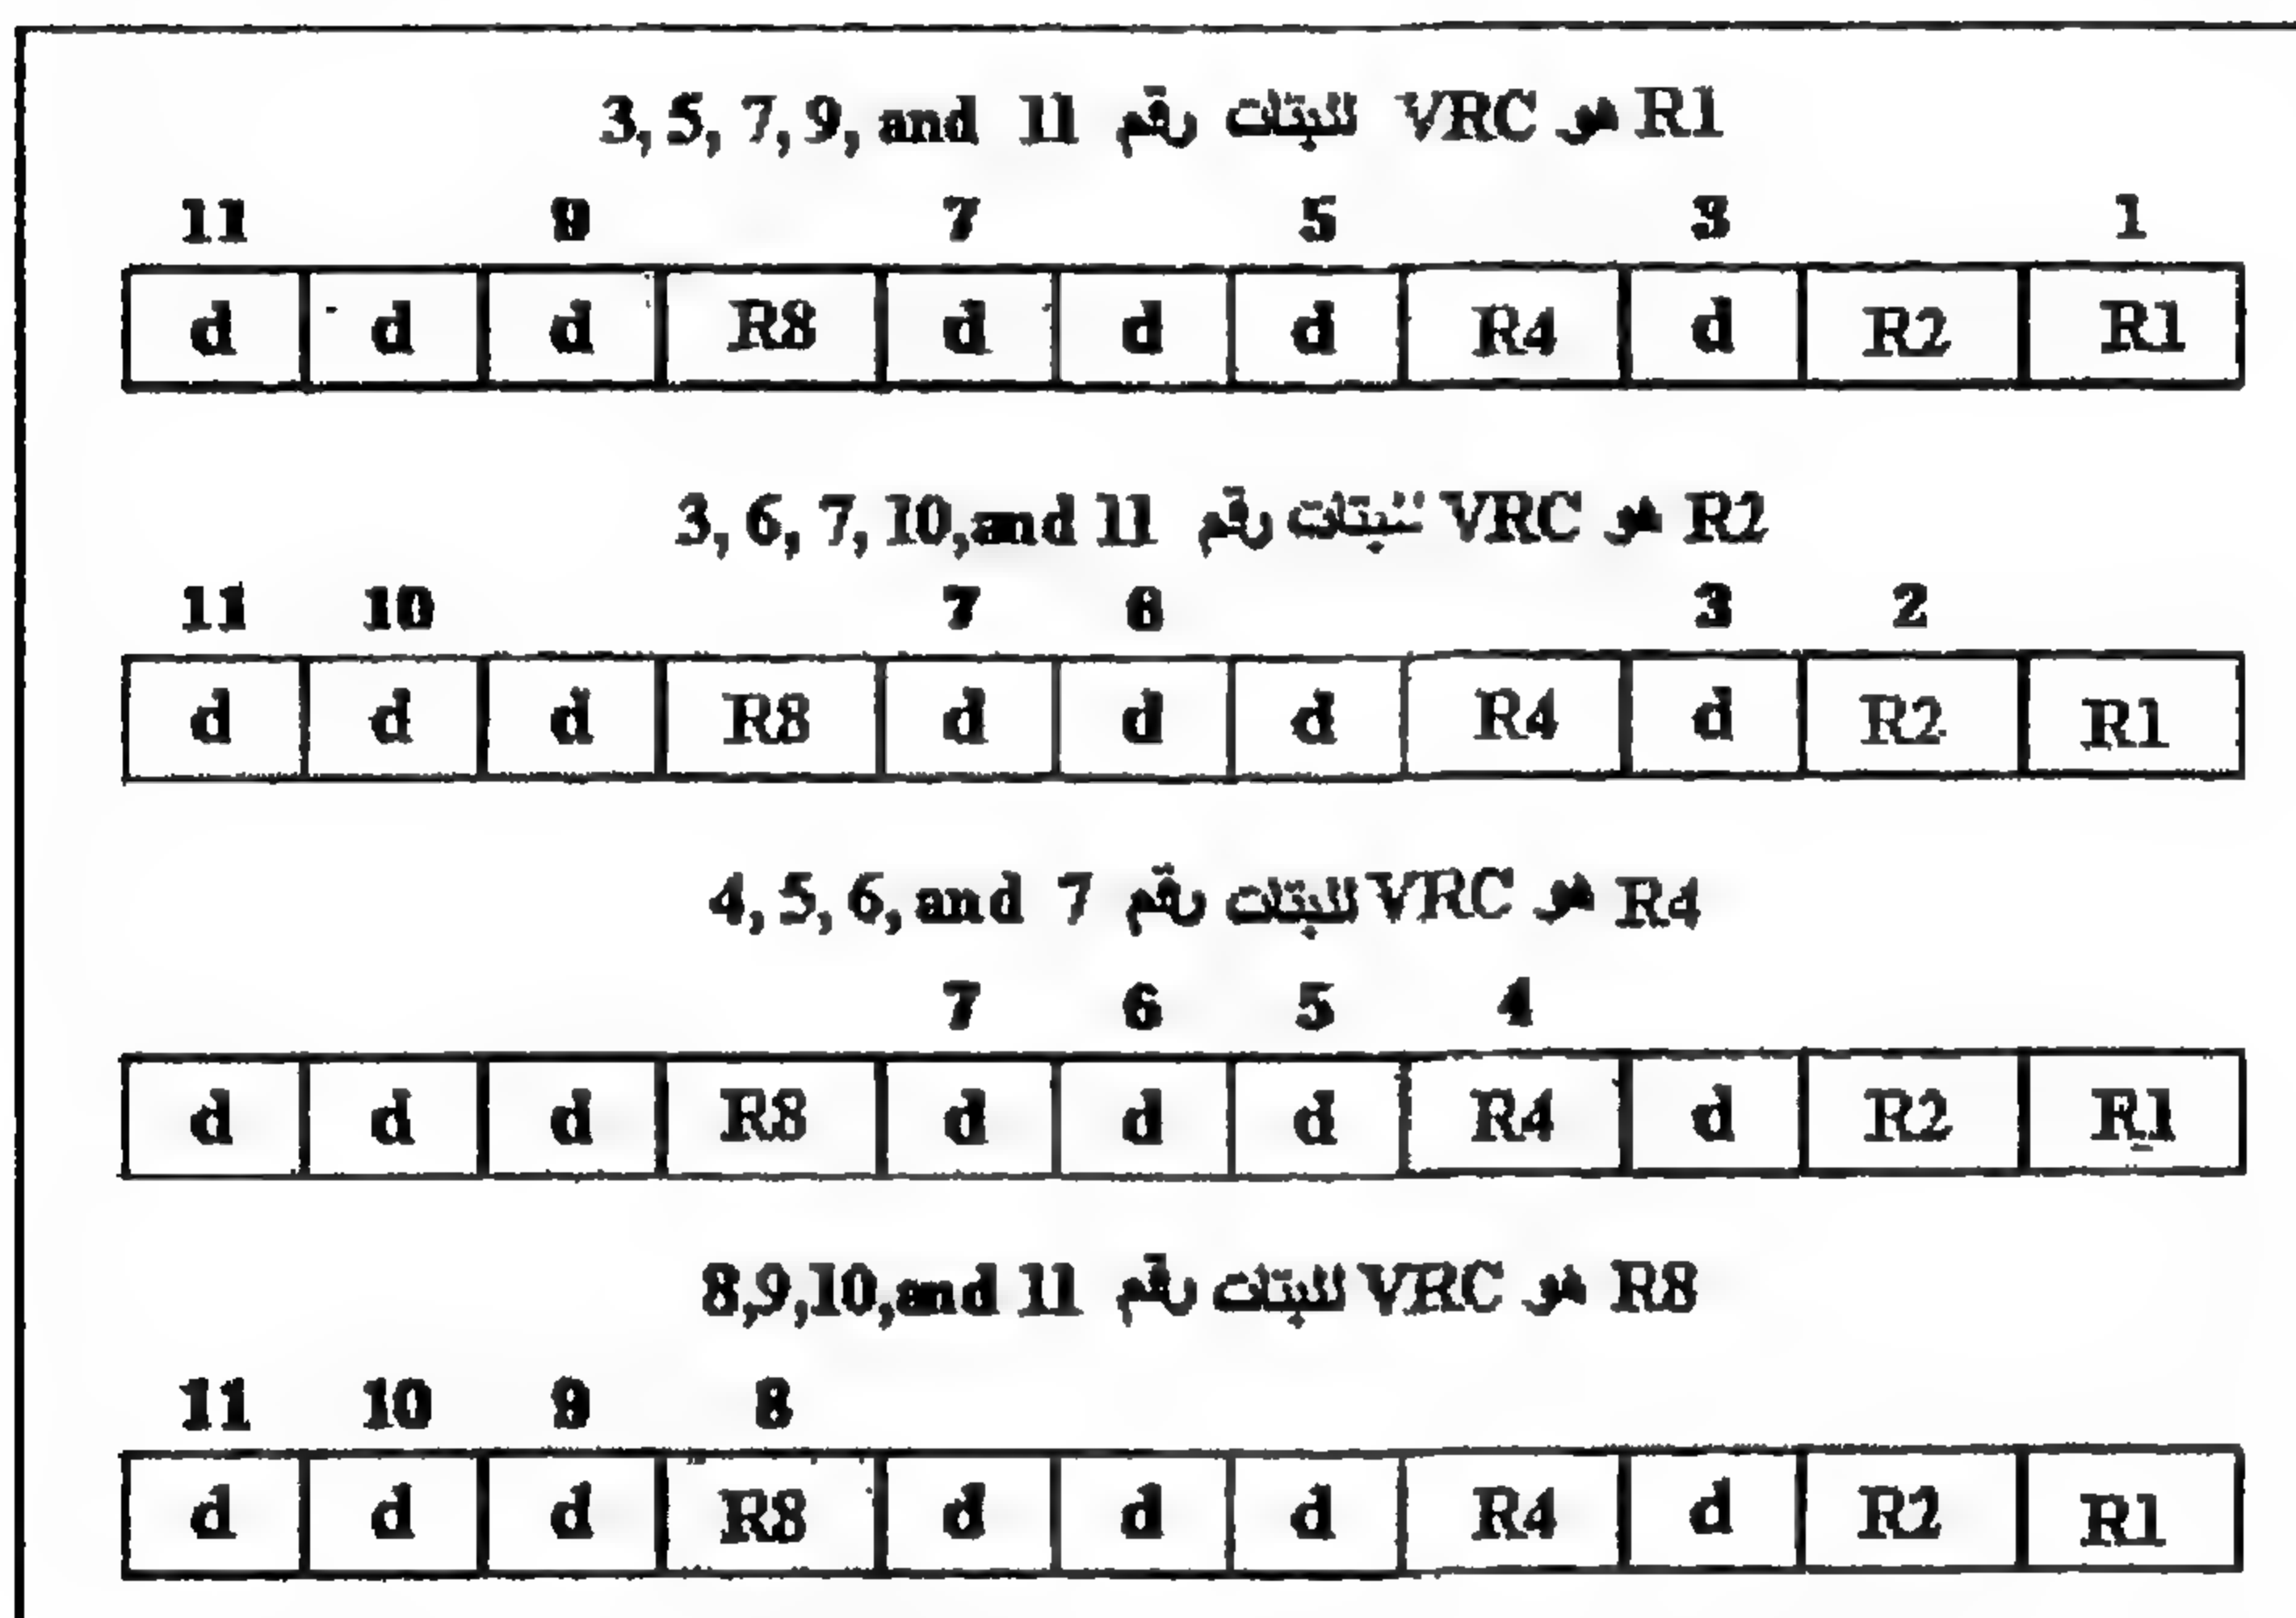 R1 هو VRC للبتات رقم 3, 5, 7, 9, and 11
11 9 7 5 3 1
d d d R8 d d d R4 d R2 R1
R2 هو VRC للبتات رقم 3, 6, 7, 10,and 11
11 10 7 6 3 2
d d d R8 d d d R4 d R2 R1
R4 هو VRC للبتات رقم 4, 5, 6, and 7
7 6 5 4
d d d R8 d d d R4 d R2 R1
R8 هو VRC للبتات رقم 8,9,10,and 11
11 10 9 8
d d d R8 d d d R4 d R2 R1